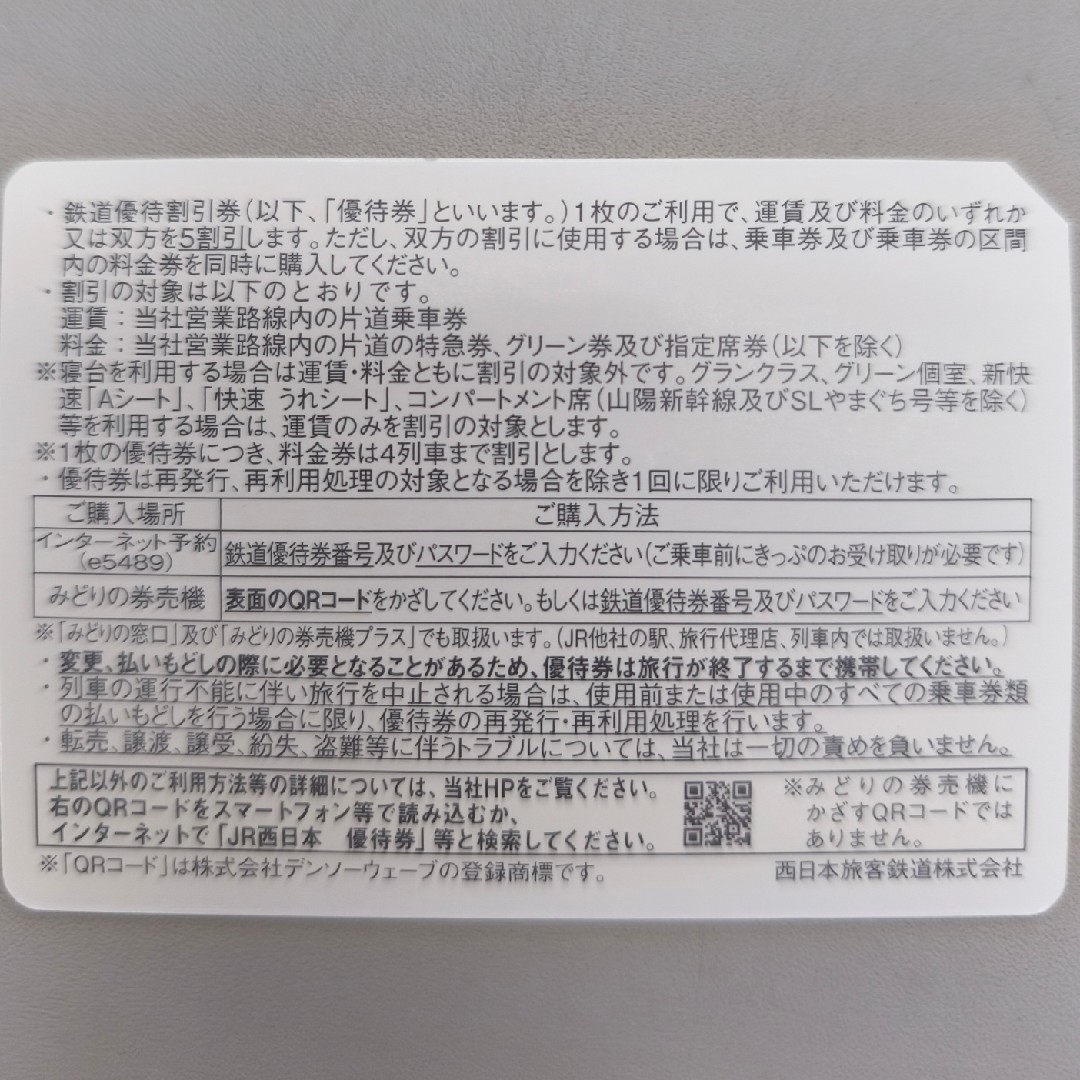 ・鉄道優待割引券(以下、「優待券」といいます。)1枚のご利用で、運賃及び料金のいずれか
又は双方を5割引します。ただし、双方の割引に使用する場合は、乗車券及び乗車券の区間
内の料金券を同時に購入してください。
・割引の対象は以下のとおりです。
運賃：当社営業路線内の片道乗車券
料金：当社営業路線内の片道の特急券、グリーン券及び指定席券(以下を除く)
※寝台を利用する場合は運賃・料金ともに割引の対象外です。グランクラス、グリーン個室、新快
速「Aシート」、「快速 うれシート」、コンパートメント席(山陽新幹線及びSLやまぐち号等を除く)
等を利用する場合は、運賃のみを割引の対象とします。
※1枚の優待券につき、料金券は4列車まで割引とします。
・優待券は再発行、再利用処理の対象となる場合を除き1回に限りご利用いただけます。
ご購入場所 ご購入方法
インターネット予約
(e5489)
鉄道優待券番号及びパスワードをご入力ください(ご乗車前にきっぷのお受け取りが必要です)
みどりの券売機 表面のQRコードをかざしてください。もしくは鉄道優待券番号及びパスワードをご入力ください
※「みどりの窓口」及び「みどりの券売機プラス」でも取扱います。(JR他社の駅、旅行代理店、列車内では取扱いません。)
・変更、払いもどしの際に必要となることがあるため、優待券は旅行が終了するまで携帯してください。
・列車の運行不能に伴い旅行を中止される場合は、使用前または使用中のすべての乗車券類
の払いもどしを行う場合に限り、優待券の再発行・再利用処理を行います。
・転売、譲渡、譲受、紛失、盗難等に伴うトラブルについては、当社は一切の責めを負いません。
上記以外のご利用方法等の詳細については、当社HPをご覧ください。
右のQRコードをスマートフォン等で読み込むか、
インターネットで「JR西日本 優待券」等と検索してください。
※みどりの券売機に
かざすQRコードでは
ありません。
※「QRコード」は株式会社デンソーウェーブの登録商標です。
西日本旅客鉄道株式会社